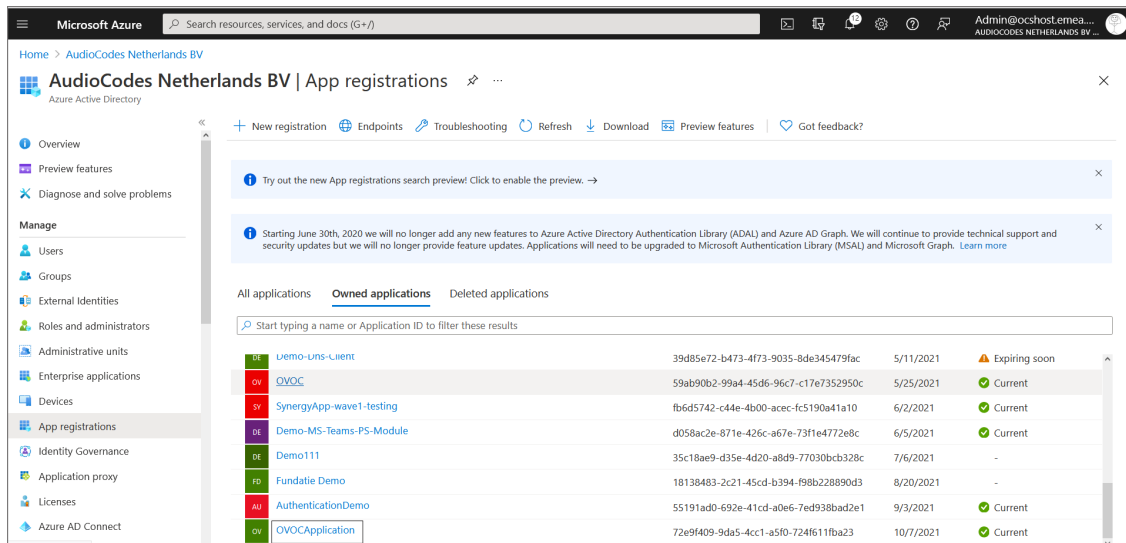 Microsoft Azure
Search resources, services, and docs (G+/)
12
Admin@ocshost.emea....
AUDIOCODES NETHERLANDS BV ...
Home > AudioCodes Netherlands BV
AudioCodes Netherlands BV | App registrations
Azure Active Directory
New registration
Endpoints
Troubleshooting
Refresh
Download
Preview features
Got feedback?
Overview
Preview features
Diagnose and solve problems
Manage
Users
Groups
External Identities
Roles and administrators
Administrative units
Enterprise applications
Devices
App registrations
Identity Governance
Application proxy
Licenses
Azure AD Connect
Try out the new App registrations search preview! Click to enable the preview. →
Starting June 30th, 2020 we will no longer add any new features to Azure Active Directory Authentication Library (ADAL) and Azure AD Graph. We will continue to provide technical support and
security updates but we will no longer provide feature updates. Applications will need to be upgraded to Microsoft Authentication Library (MSAL) and Microsoft Graph. Learn more
All applications Owned applications Deleted applications
Start typing a name or Application ID to filter these results
DE Demo-Dns-Client 39d85e72-b473-4f73-9035-8de345479fac 5/11/2021 Expiring soon
OV OVOC 59ab90b2-99a4-45d6-96c7-c17e7352950c 5/25/2021 Current
SY SynergyApp-wave1-testing fb6d5742-c44e-4b00-acec-fc5190a41a10 6/2/2021 Current
DE Demo-MS-Teams-PS-Module d058ac2e-871e-426c-a67e-73f1e4772e8c 6/5/2021 Current
DE Demo111 35c18ae9-d35e-4d20-a8d9-77030bcb328c 7/6/2021 -
FD Fundatie Demo 18138483-2c21-45cd-b394-f98b228890d3 8/20/2021 -
AU AuthenticationDemo 55191ad0-692e-41cd-a0e6-7ed938bad2e1 9/3/2021 Current
OV OVOCApplication 72e9f409-9da5-4cc1-a5f0-724f611fba23 10/7/2021 Current